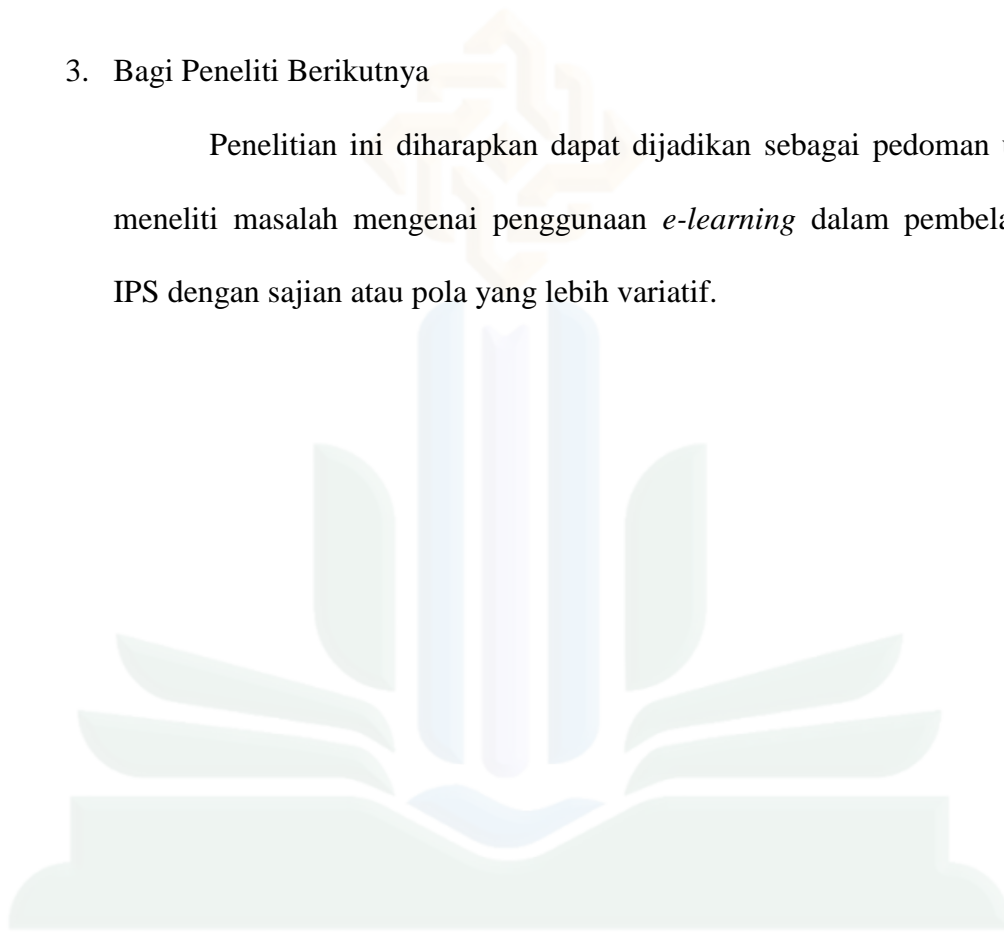 3. Bagi Peneliti Berikutnya
Penelitian ini diharapkan dapat dijadikan sebagai pedoman
meneliti masalah mengenai penggunaan e-learning dalam
IPS dengan sajian atau pola yang lebih variatif.